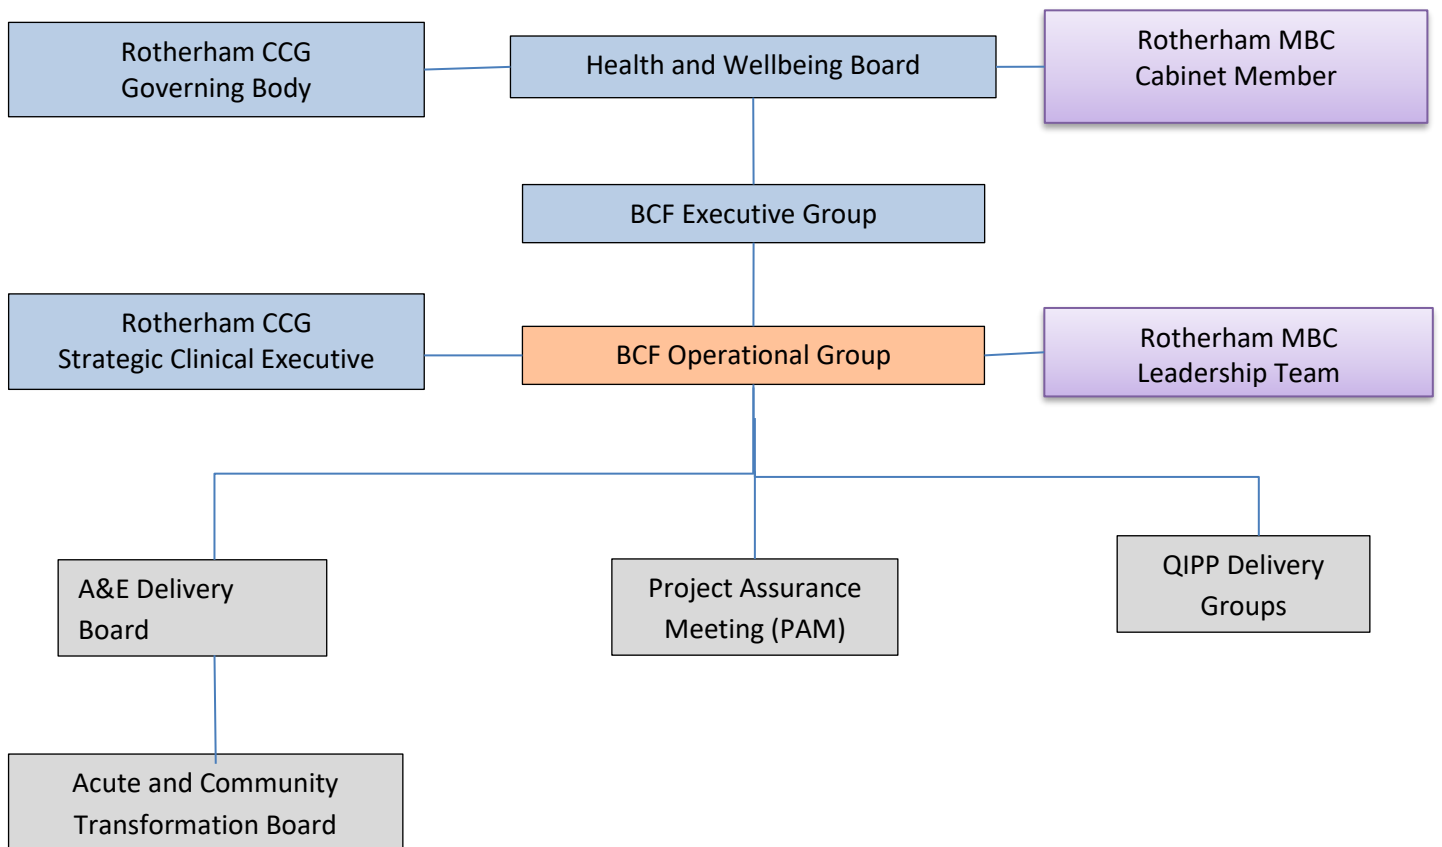 Rotherham CCG
Governing Body
Health and Wellbeing Board
Rotherham MBC
Cabinet Member
BCF Executive Group
Rotherham CCG
Strategic Clinical Executive
BCF Operational Group
Rotherham MBC
Leadership Team
A&E Delivery
Board
Project Assurance
Meeting (PAM)
QIPP Delivery
Groups
Acute and Community
Transformation Board